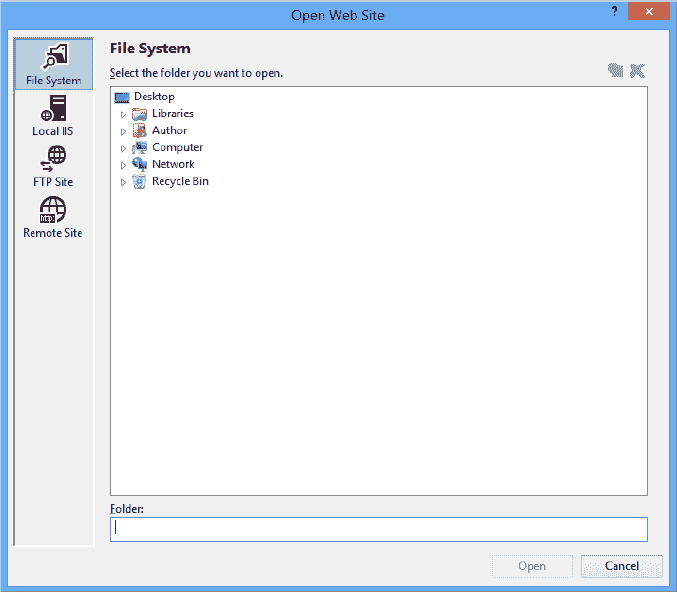 Open Web Site
?
File System
Local IIS
FTP Site
Remote Site
File System
Select the folder you want to open.
Desktop
Libraries
Author
Computer
Network
Recycle Bin
Folder:
Open
Cancel